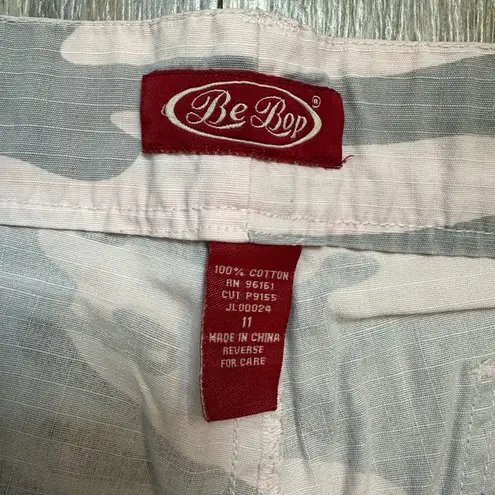 Be Bop ®
100% COTTON
RN 96161
CUT P9155
JL00024
11
MADE IN CHINA
REVERSE
FOR CARE